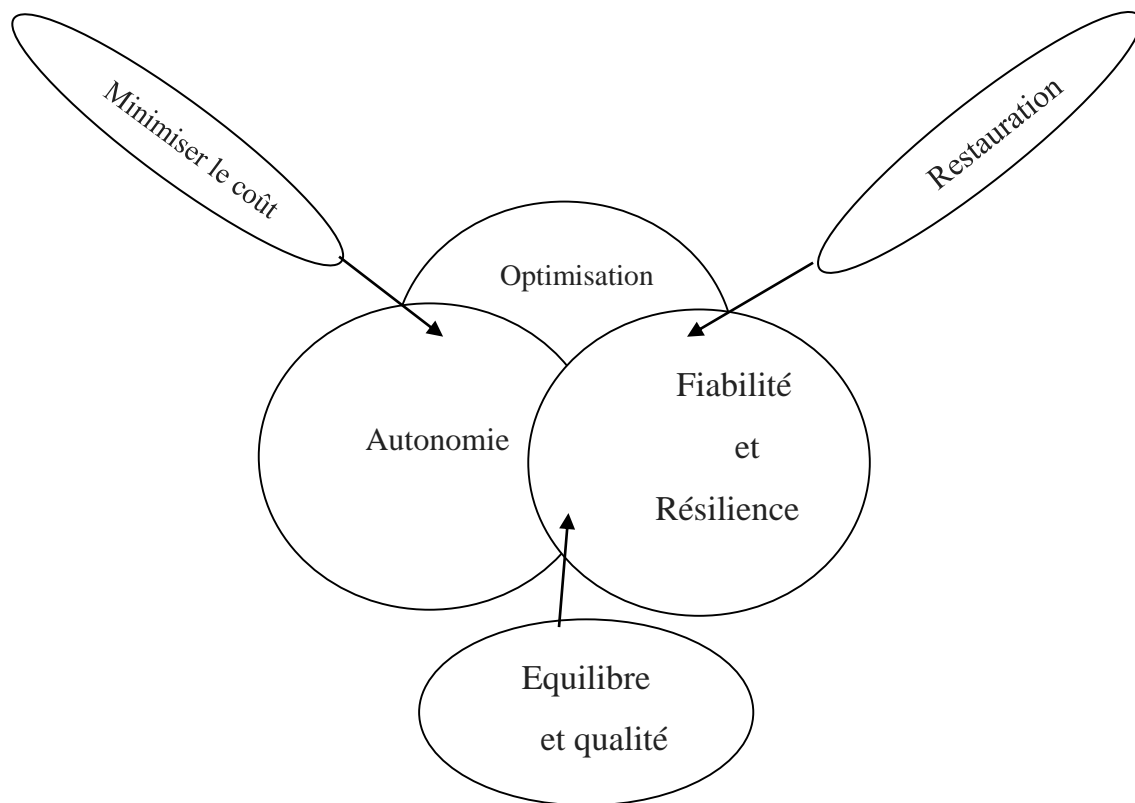 Minimiser le coût
Restauration
Optimisation
Autonomie
Fiabilité
et
Résilience
Equilibre
et qualité